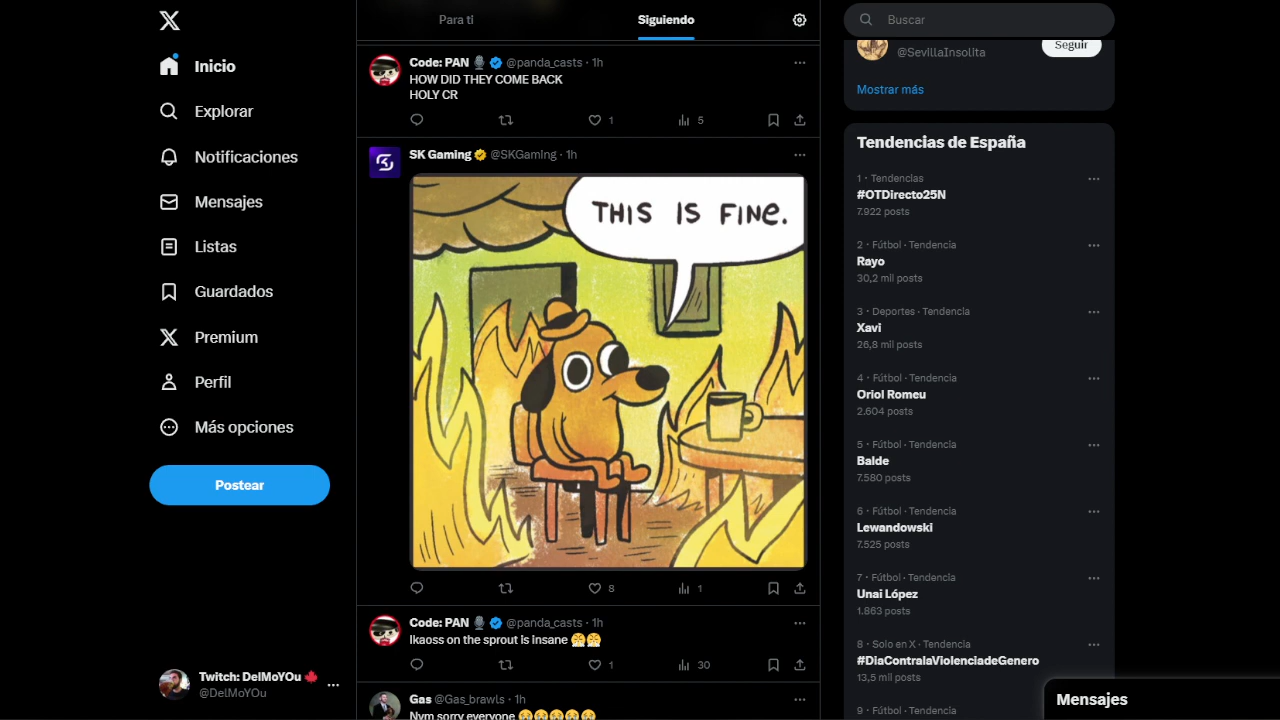 Inicio
Explorar
Notificaciones
Mensajes
Listas
Guardados
Premium
Perfil
Más opciones
Postear
Twitch: DelMoYOu 🍁
@DelMoYOu
Para ti
Siguiendo
Code: PAN 🎙️ @panda_casts · 1h
HOW DID THEY COME BACK
HOLY CR
1
5
SK Gaming @SKGaming · 1h
THIS IS FINE.
8
1
Code: PAN 🎙️ @panda_casts · 1h
Ikaoss on the sprout is insane 😤😤
1
30
Gas @Gas_brawls · 1h
Nvm sorry everyone 😭😭😭😭😭
Buscar
@SevillaInsolita
Seguir
Mostrar más
Tendencias de España
1 · Tendencias
#OTDirecto25N
7.922 posts
2 · Fútbol · Tendencia
Rayo
30,2 mil posts
3 · Deportes · Tendencia
Xavi
26,8 mil posts
4 · Fútbol · Tendencia
Oriol Romeu
2.604 posts
5 · Fútbol · Tendencia
Balde
7.580 posts
6 · Fútbol · Tendencia
Lewandowski
7.525 posts
7 · Fútbol · Tendencia
Unai López
1.863 posts
8 · Solo en X · Tendencia
#DiaContralaViolenciadeGenero
13,5 mil posts
9 · Fútbol · Tendencia
Mensajes